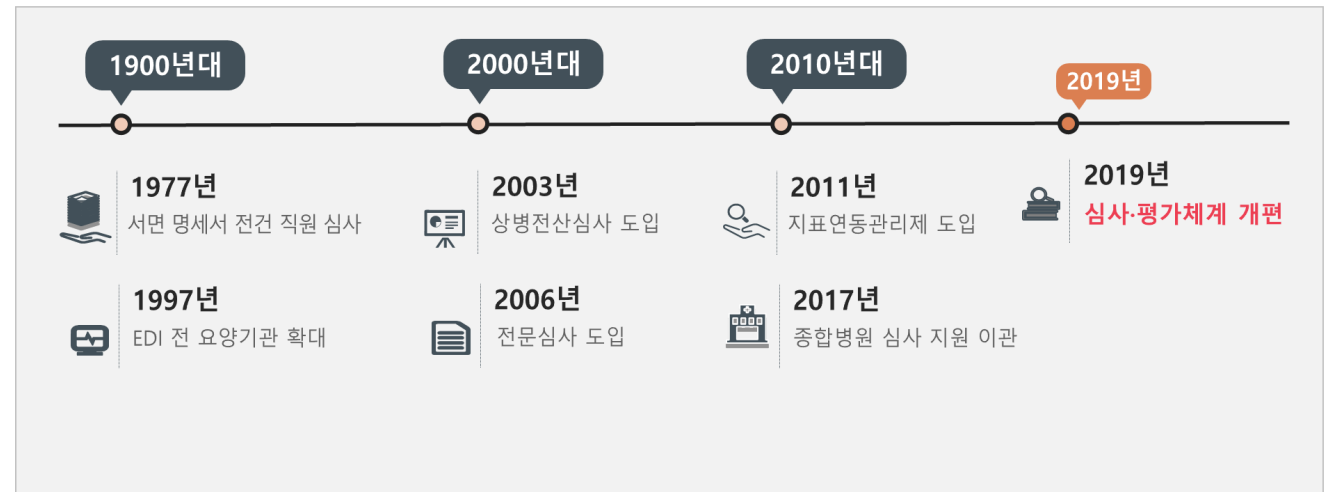 1900년대
2000년대
2010년대
2019년
1977년
서면 명세서 전건 직원 심사
2003년
상병전산심사 도입
2011년
지표연동관리제 도입
2019년
심사·평가체계 개편
1997년
EDI 전 요양기관 확대
2006년
전문심사 도입
2017년
종합병원 심사 지원 이관